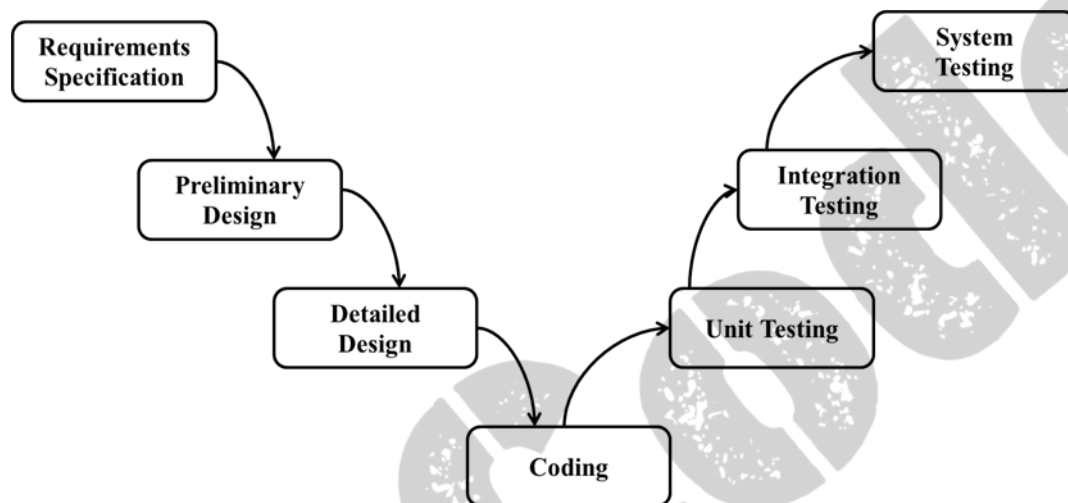 Requirements
Specification
Preliminary
Design
Detailed
Design
Coding
Unit Testing
Integration
Testing
System
Testing